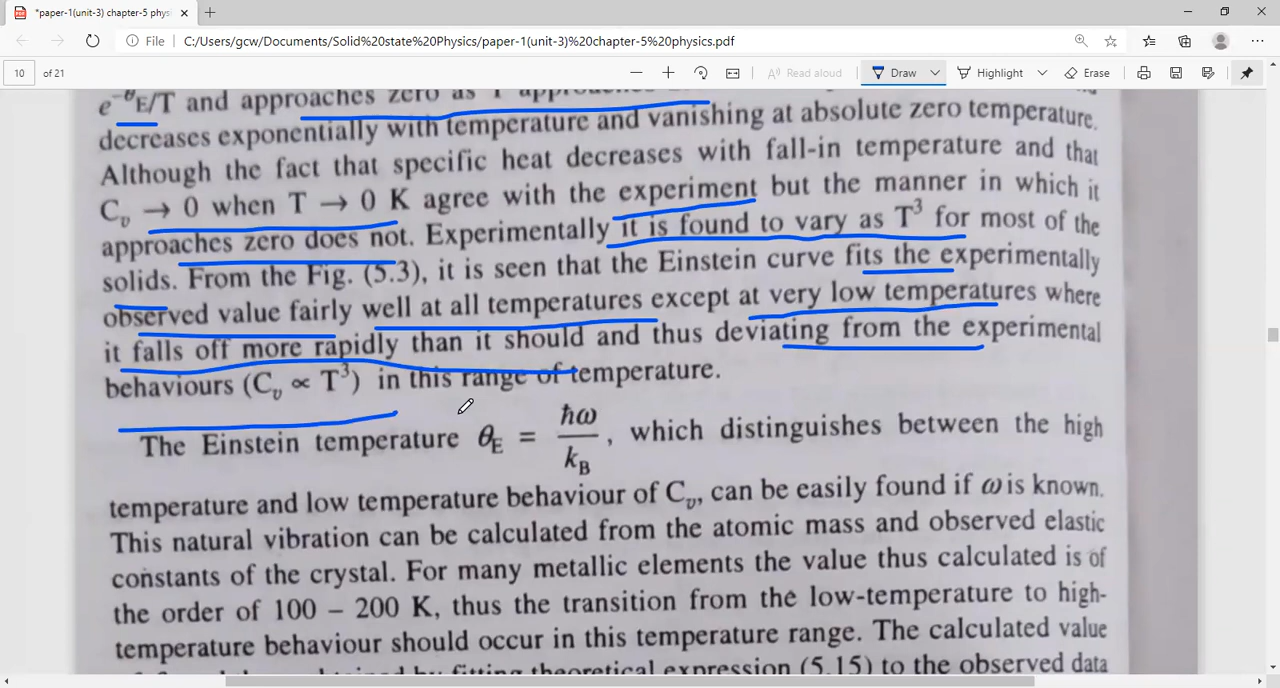 *paper-1(unit-3) chapter-5 physi
File C:/Users/gcw/Documents/Solid%20state%20Physics/paper-1(unit-3)%20chapter-5%20physics.pdf
10 of 21 Read aloud Draw Highlight Erase
e⁻θE/T and approaches zero as T
decreases exponentially with temperature and vanishing at absolute zero temperature.
Although the fact that specific heat decreases with fall-in temperature and that
Cᵥ → 0 when T → 0 K agree with the experiment but the manner in which it
approaches zero does not. Experimentally it is found to vary as T³ for most of the
solids. From the Fig. (5.3), it is seen that the Einstein curve fits the experimentally
observed value fairly well at all temperatures except at very low temperatures where
it falls off more rapidly than it should and thus deviating from the experimental
behaviours (Cᵥ ∝ T³) in this range of temperature.
The Einstein temperature θE = ħω/kB, which distinguishes between the high
temperature and low temperature behaviour of Cᵥ, can be easily found if ω is known.
This natural vibration can be calculated from the atomic mass and observed elastic
constants of the crystal. For many metallic elements the value thus calculated is of
the order of 100 – 200 K, thus the transition from the low-temperature to high-
temperature behaviour should occur in this temperature range. The calculated value
by fitting theoretical expression (5.15) to the observed data